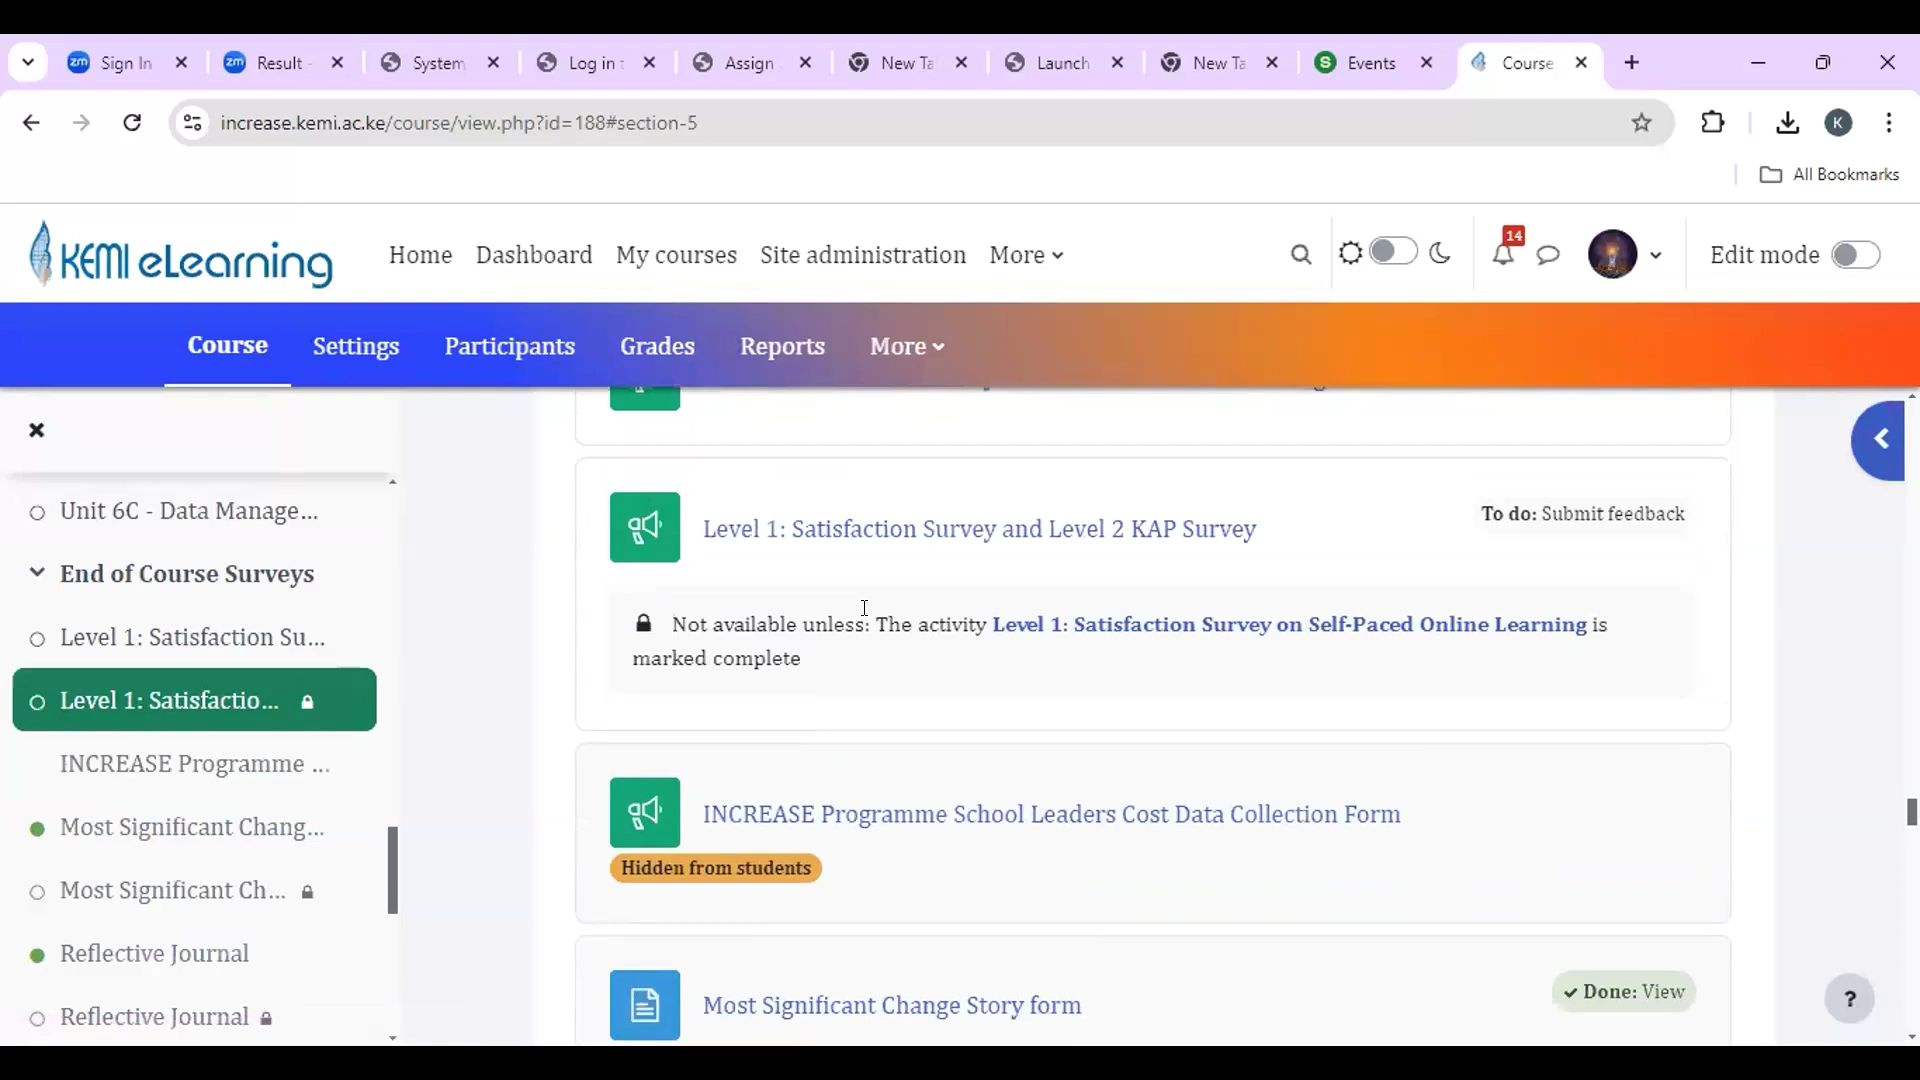 Sign In
Result -
System
Log in
Assign
New Ta
Launch
New Ta
Events
Course
increase.kemi.ac.ke/course/view.php?id=188#section-5
K
All Bookmarks
KEMI eLearning
Home
Dashboard
My courses
Site administration
More
14
Edit mode
Course
Settings
Participants
Grades
Reports
More
Unit 6C - Data Manage...
End of Course Surveys
Level 1: Satisfaction Su...
Level 1: Satisfactio...
INCREASE Programme ...
Most Significant Chang...
Most Significant Ch...
Reflective Journal
Reflective Journal
Level 1: Satisfaction Survey and Level 2 KAP Survey
To do: Submit feedback
Not available unless: The activity Level 1: Satisfaction Survey on Self-Paced Online Learning is
marked complete
INCREASE Programme School Leaders Cost Data Collection Form
Hidden from students
Most Significant Change Story form
Done: View
?